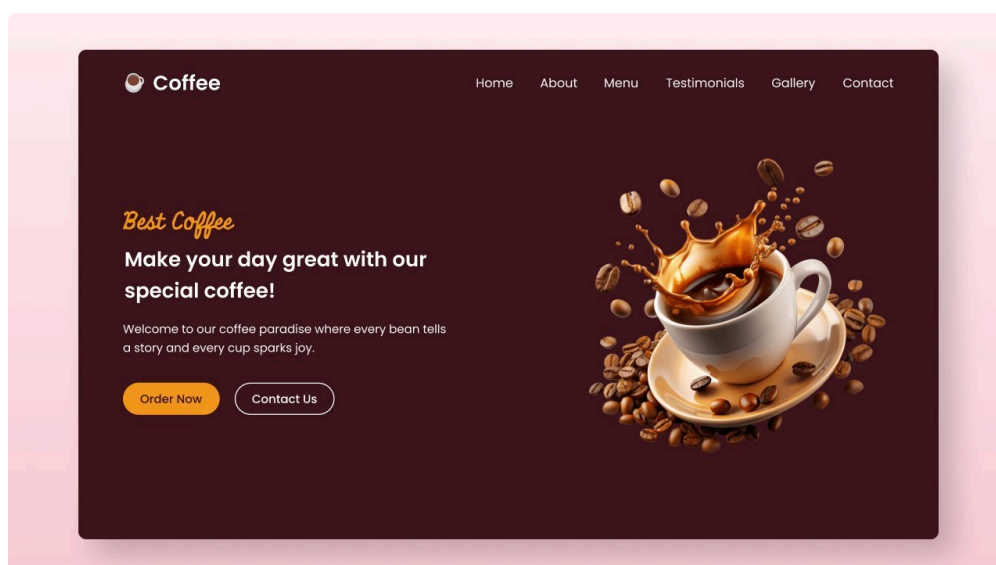 Coffee
Home About Menu Testimonials Gallery Contact
Best Coffee
Make your day great with our
special coffee!
Welcome to our coffee paradise where every bean tells
a story and every cup sparks joy.
Order Now Contact Us